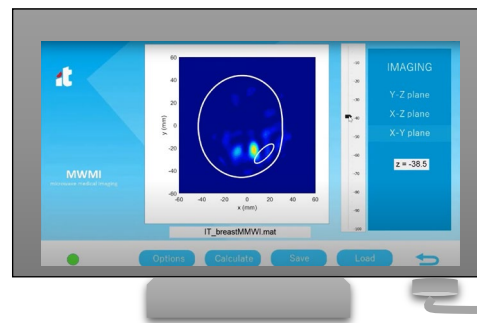 it
IMAGING
Y-Z plane
X-Z plane
X-Y plane
z = -38.5
MWMI
microwave medical imaging
60
40
20
0
-20
-40
-60
y (mm)
-60 -40 -20 0 20 40 60
x (mm)
IT_breastMMWI.mat
Options Calculate Save Load